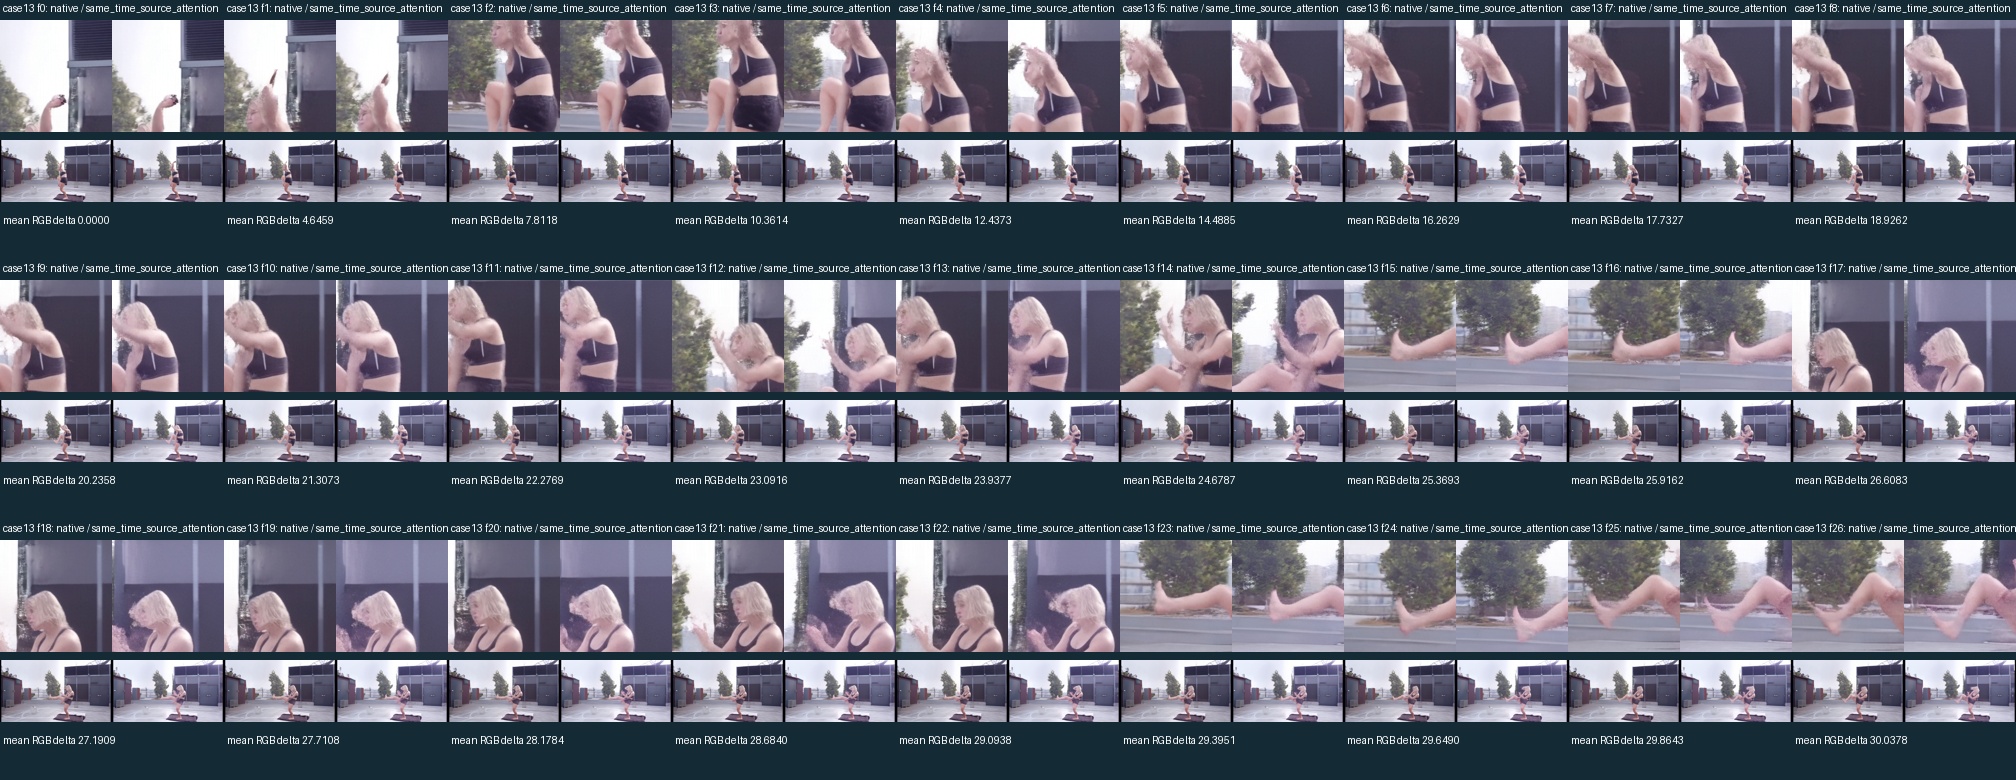 case13 f0: native / same_time_source_attention
case13 f1: native / same_time_source_attention
case13 f2: native / same_time_source_attention
case13 f3: native / same_time_source_attention
case13 f4: native / same_time_source_attention
case13 f5: native / same_time_source_attention
case13 f6: native / same_time_source_attention
case13 f7: native / same_time_source_attention
case13 f8: native / same_time_source_attention
mean RGB delta 0.0000
mean RGB delta 4.6459
mean RGB delta 7.8118
mean RGB delta 10.3614
mean RGB delta 12.4373
mean RGB delta 14.4885
mean RGB delta 16.2629
mean RGB delta 17.7327
mean RGB delta 18.9262
case13 f9: native / same_time_source_attention
case13 f10: native / same_time_source_attention
case13 f11: native / same_time_source_attention
case13 f12: native / same_time_source_attention
case13 f13: native / same_time_source_attention
case13 f14: native / same_time_source_attention
case13 f15: native / same_time_source_attention
case13 f16: native / same_time_source_attention
case13 f17: native / same_time_source_attention
mean RGB delta 20.2358
mean RGB delta 21.3073
mean RGB delta 22.2769
mean RGB delta 23.0916
mean RGB delta 23.9377
mean RGB delta 24.6787
mean RGB delta 25.3693
mean RGB delta 25.9162
mean RGB delta 26.6083
case13 f18: native / same_time_source_attention
case13 f19: native / same_time_source_attention
case13 f20: native / same_time_source_attention
case13 f21: native / same_time_source_attention
case13 f22: native / same_time_source_attention
case13 f23: native / same_time_source_attention
case13 f24: native / same_time_source_attention
case13 f25: native / same_time_source_attention
case13 f26: native / same_time_source_attention
mean RGB delta 27.1909
mean RGB delta 27.7108
mean RGB delta 28.1784
mean RGB delta 28.6840
mean RGB delta 29.0938
mean RGB delta 29.3951
mean RGB delta 29.6490
mean RGB delta 29.8643
mean RGB delta 30.0378